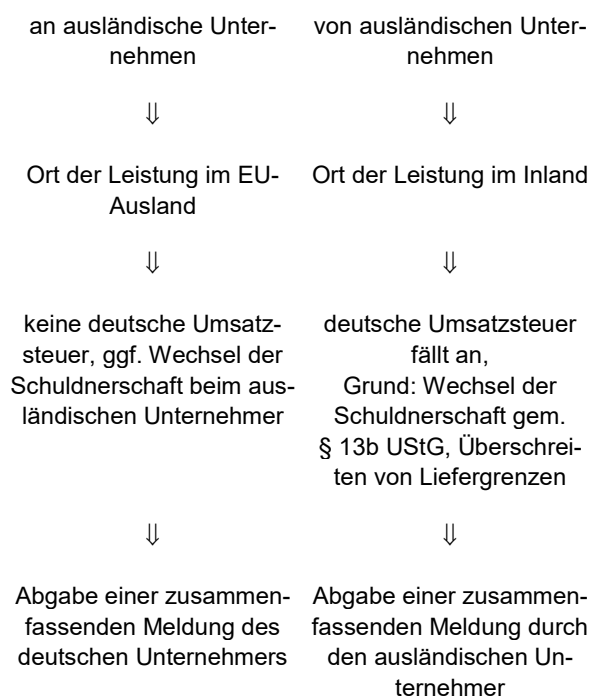 an ausländische Unter-
nehmen
⇓
Ort der Leistung im EU-
Ausland
⇓
keine deutsche Umsatz-
steuer, ggf. Wechsel der
Schuldnerschaft beim aus-
ländischen Unternehmer
⇓
Abgabe einer zusammen-
fassenden Meldung des
deutschen Unternehmers
von ausländischen Unter-
nehmen
⇓
Ort der Leistung im Inland
⇓
deutsche Umsatzsteuer
fällt an,
Grund: Wechsel der
Schuldnerschaft gem.
§ 13b UStG, Überschrei-
ten von Liefergrenzen
⇓
Abgabe einer zusammen-
fassenden Meldung durch
den ausländischen Un-
ternehmer